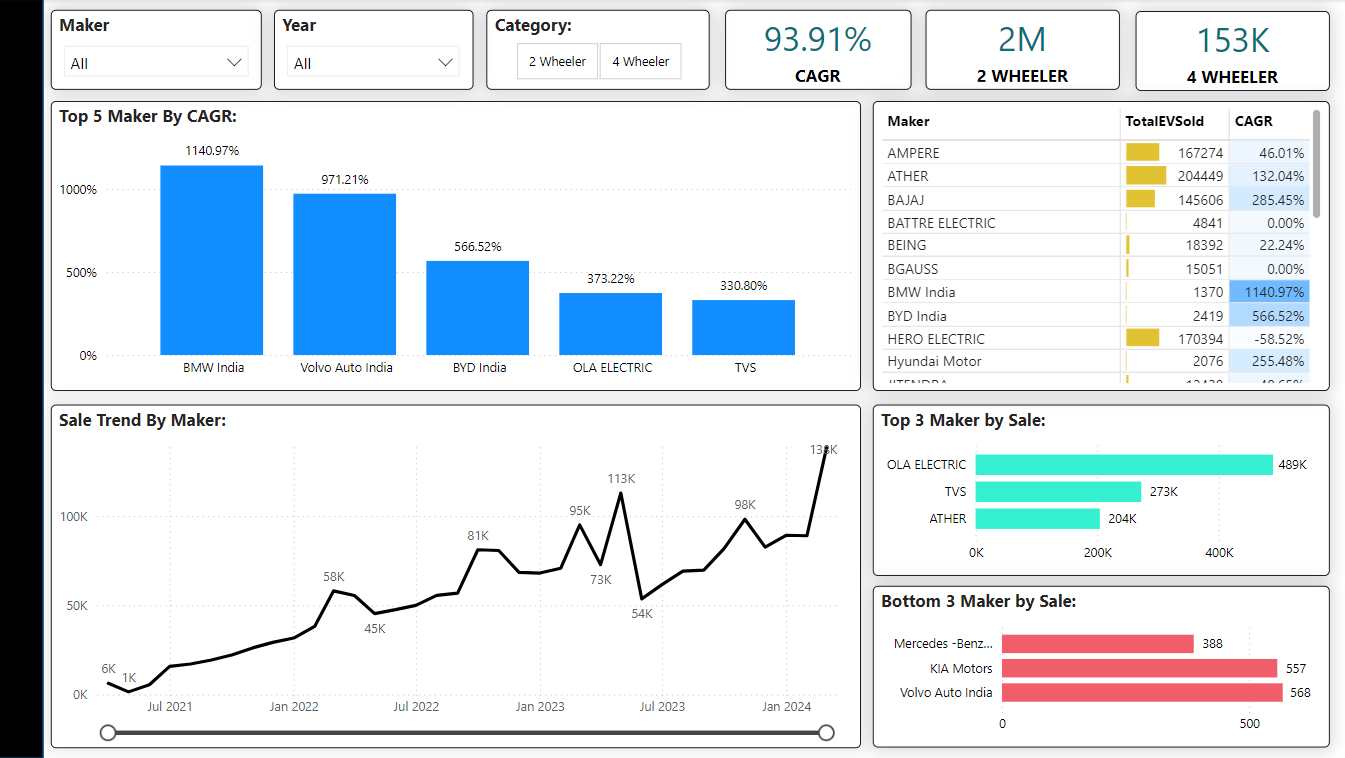 Maker
All
Year
All
Category:
2 Wheeler
4 Wheeler
93.91%
CAGR
2M
2 WHEELER
153K
4 WHEELER
Top 5 Maker By CAGR:
1000%
500%
0%
1140.97%
971.21%
566.52%
373.22%
330.80%
BMW India
Volvo Auto India
BYD India
OLA ELECTRIC
TVS
Maker TotalEVSold CAGR
AMPERE 167274 46.01%
ATHER 204449 132.04%
BAJAJ 145606 285.45%
BATTRE ELECTRIC 4841 0.00%
BEING 18392 22.24%
BGAUSS 15051 0.00%
BMW India 1370 1140.97%
BYD India 2419 566.52%
HERO ELECTRIC 170394 -58.52%
Hyundai Motor 2076 255.48%
Sale Trend By Maker:
100K
50K
0K
6K
1K
58K
45K
81K
95K
73K
113K
54K
98K
Jul 2021
Jan 2022
Jul 2022
Jan 2023
Jul 2023
Jan 2024
Top 3 Maker by Sale:
OLA ELECTRIC 489K
TVS 273K
ATHER 204K
0K 200K 400K
Bottom 3 Maker by Sale:
Mercedes -Benz... 388
KIA Motors 557
Volvo Auto India 568
0 500